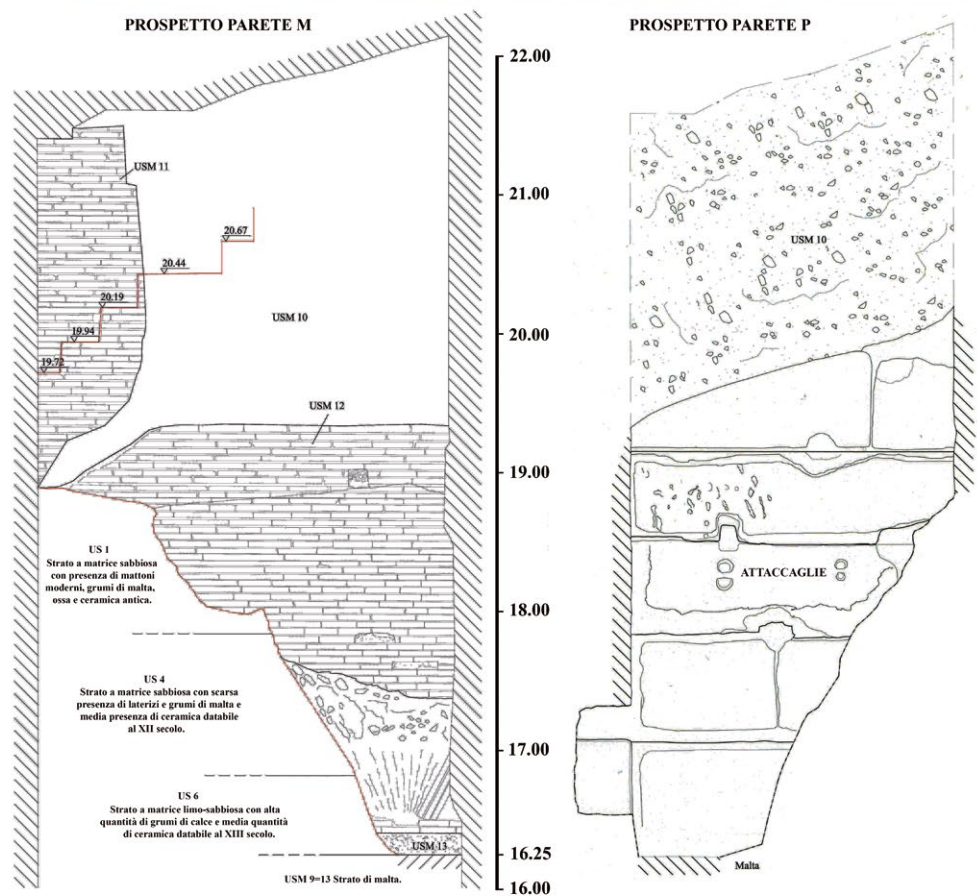 PROSPETTO PARETE M
USM 11
20.67
20.44
20.19
19.94
19.72
USM 10
USM 12
US 1
Strato a matrice sabbiosa
con presenza di mattoni
moderni, grumi di malta,
ossa e ceramica antica.
US 4
Strato a matrice sabbiosa con scarsa
presenza di laterizi e grumi di malta e
media presenza di ceramica databile
al XII secolo.
US 6
Strato a matrice limo-sabbiosa con alta
quantità di grumi di calce e media quantità
di ceramica databile al XIII secolo.
USM 13
USM 9=13 Strato di malta.
22.00
21.00
20.00
19.00
18.00
17.00
16.25
16.00
PROSPETTO PARETE P
USM 10
ATTACCAGLIE
Malta